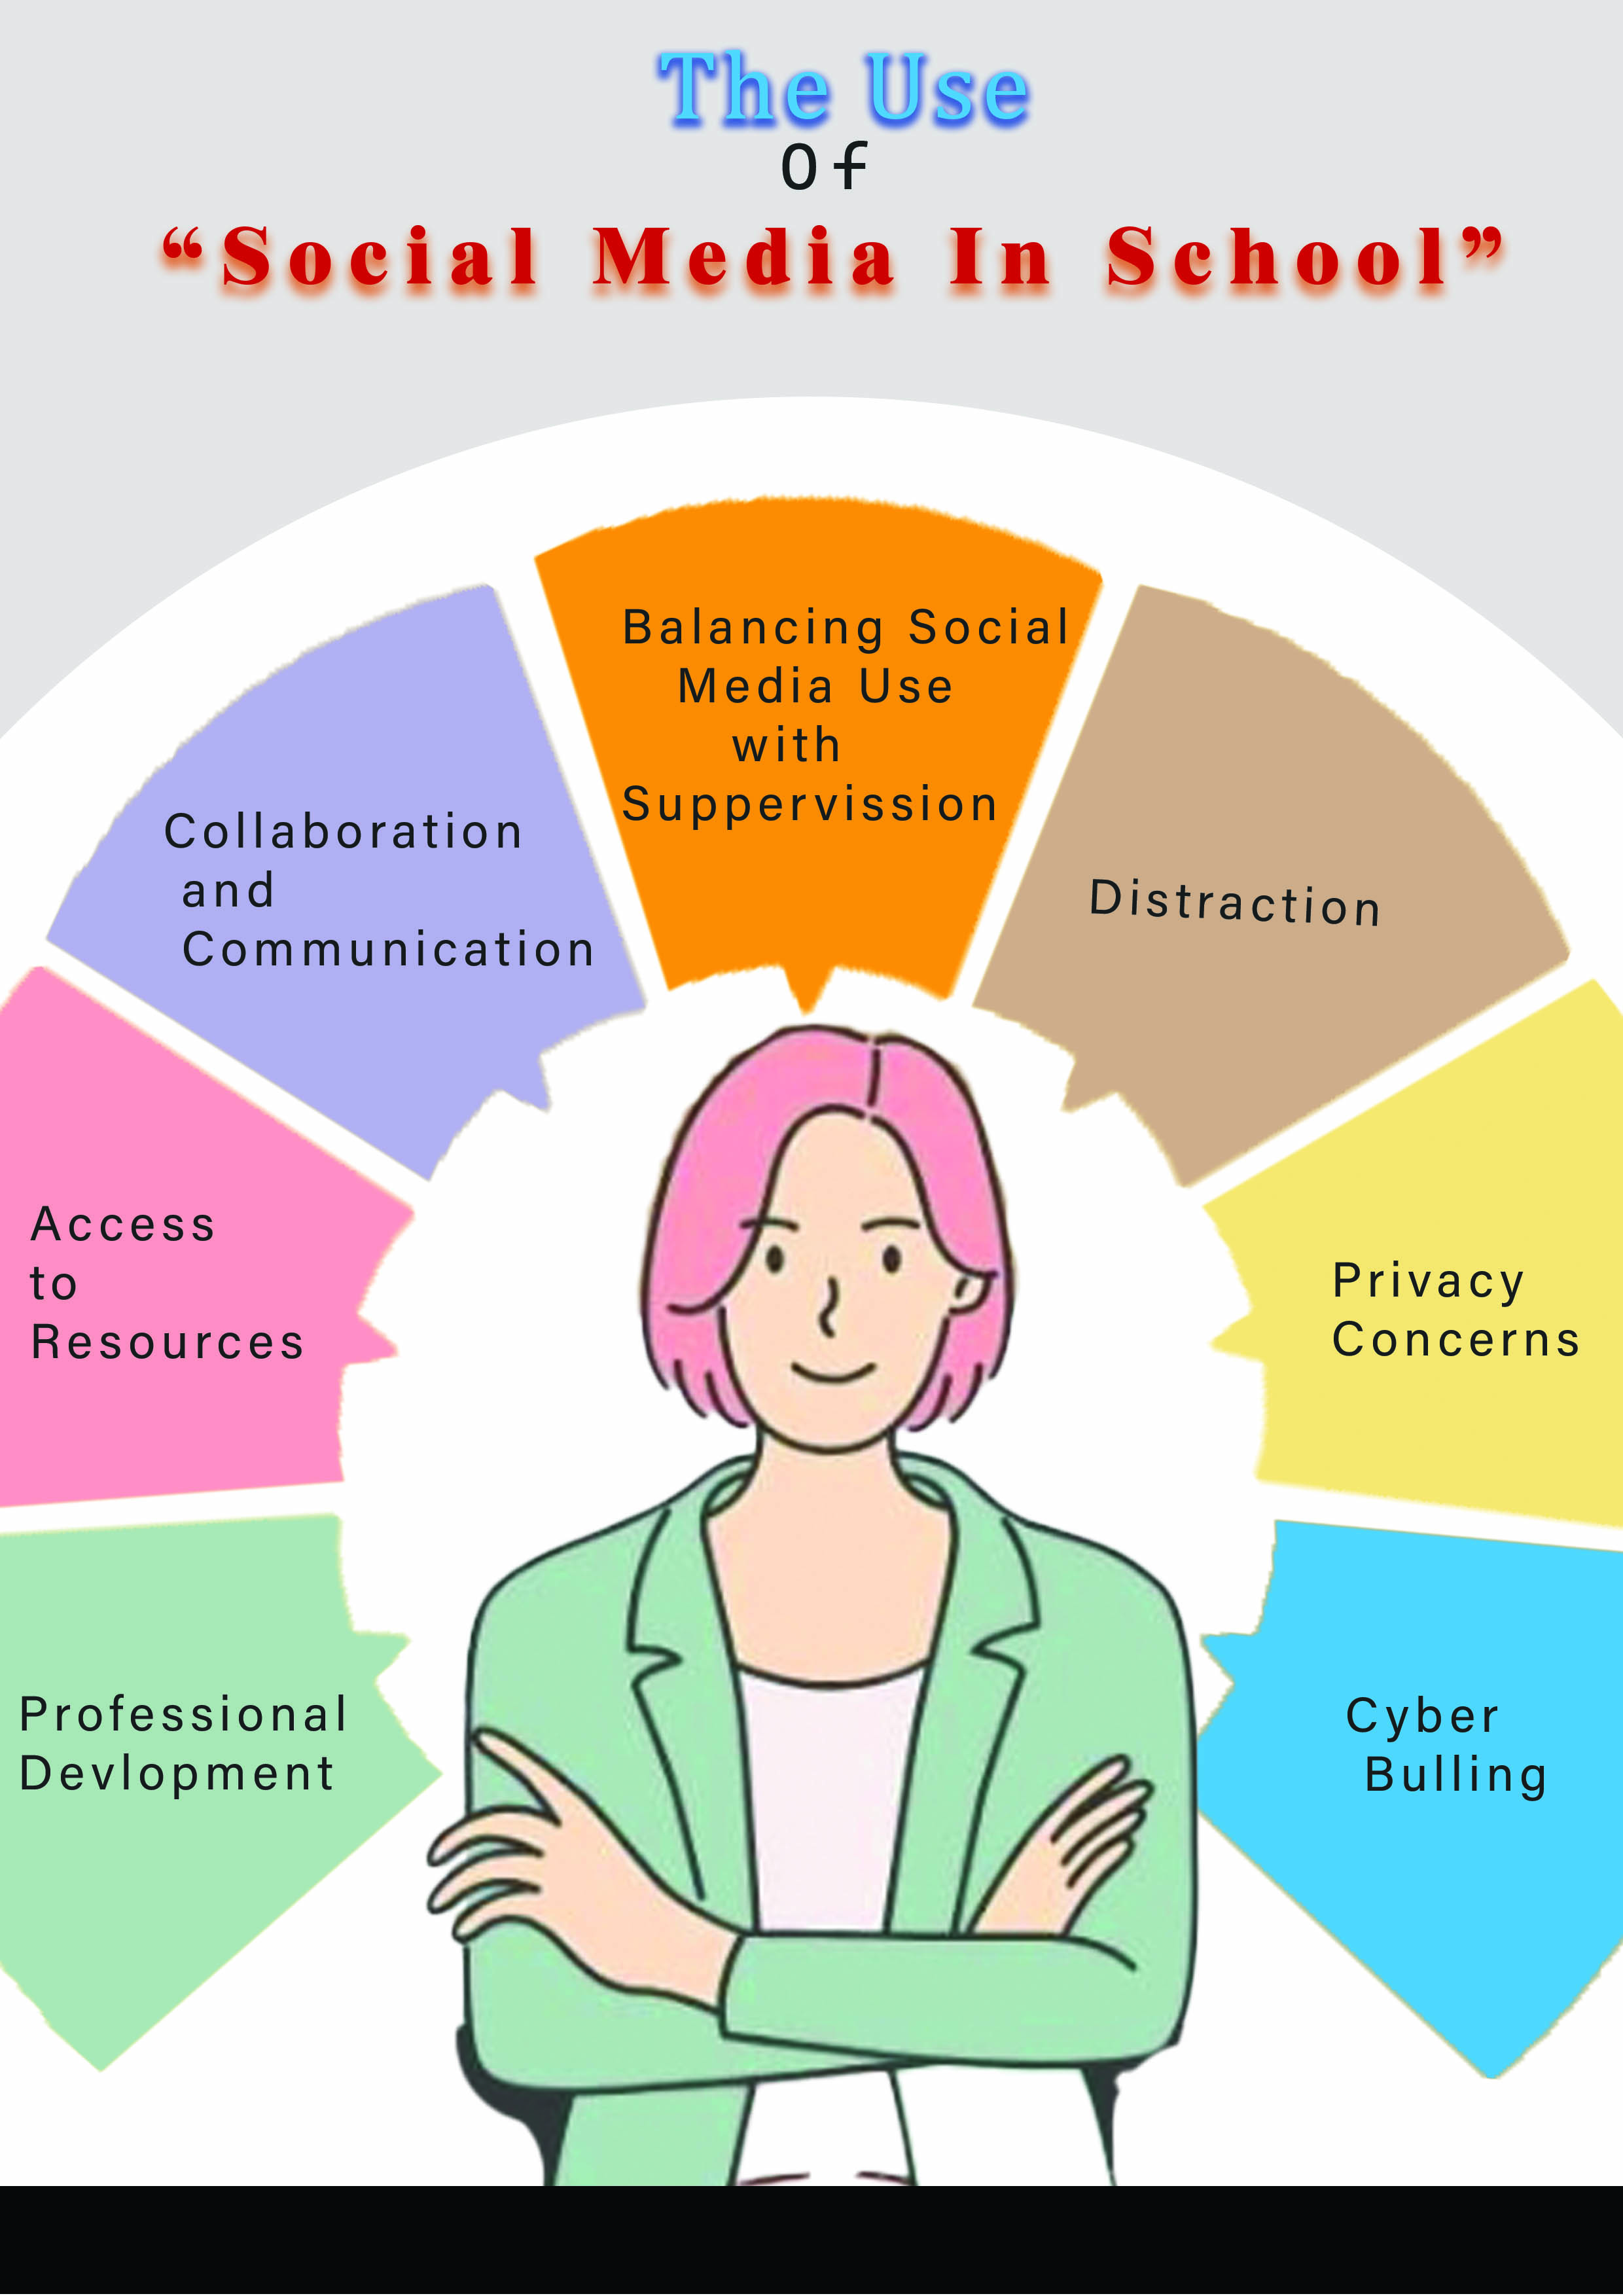 The Use
Of
“Social Media In School”
Balancing Social
Media Use
with
Suppervission
Collaboration
and
Communication
Distraction
Access
to
Resources
Privacy
Concerns
Professional
Devlopment
Cyber
Bulling